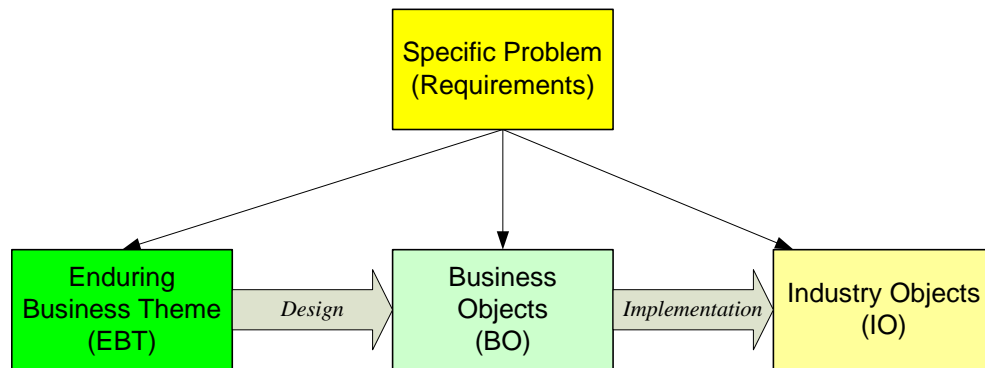 Specific Problem
(Requirements)
Enduring
Business Theme
(EBT)
Design
Business
Objects
(BO)
Implementation
Industry Objects
(IO)